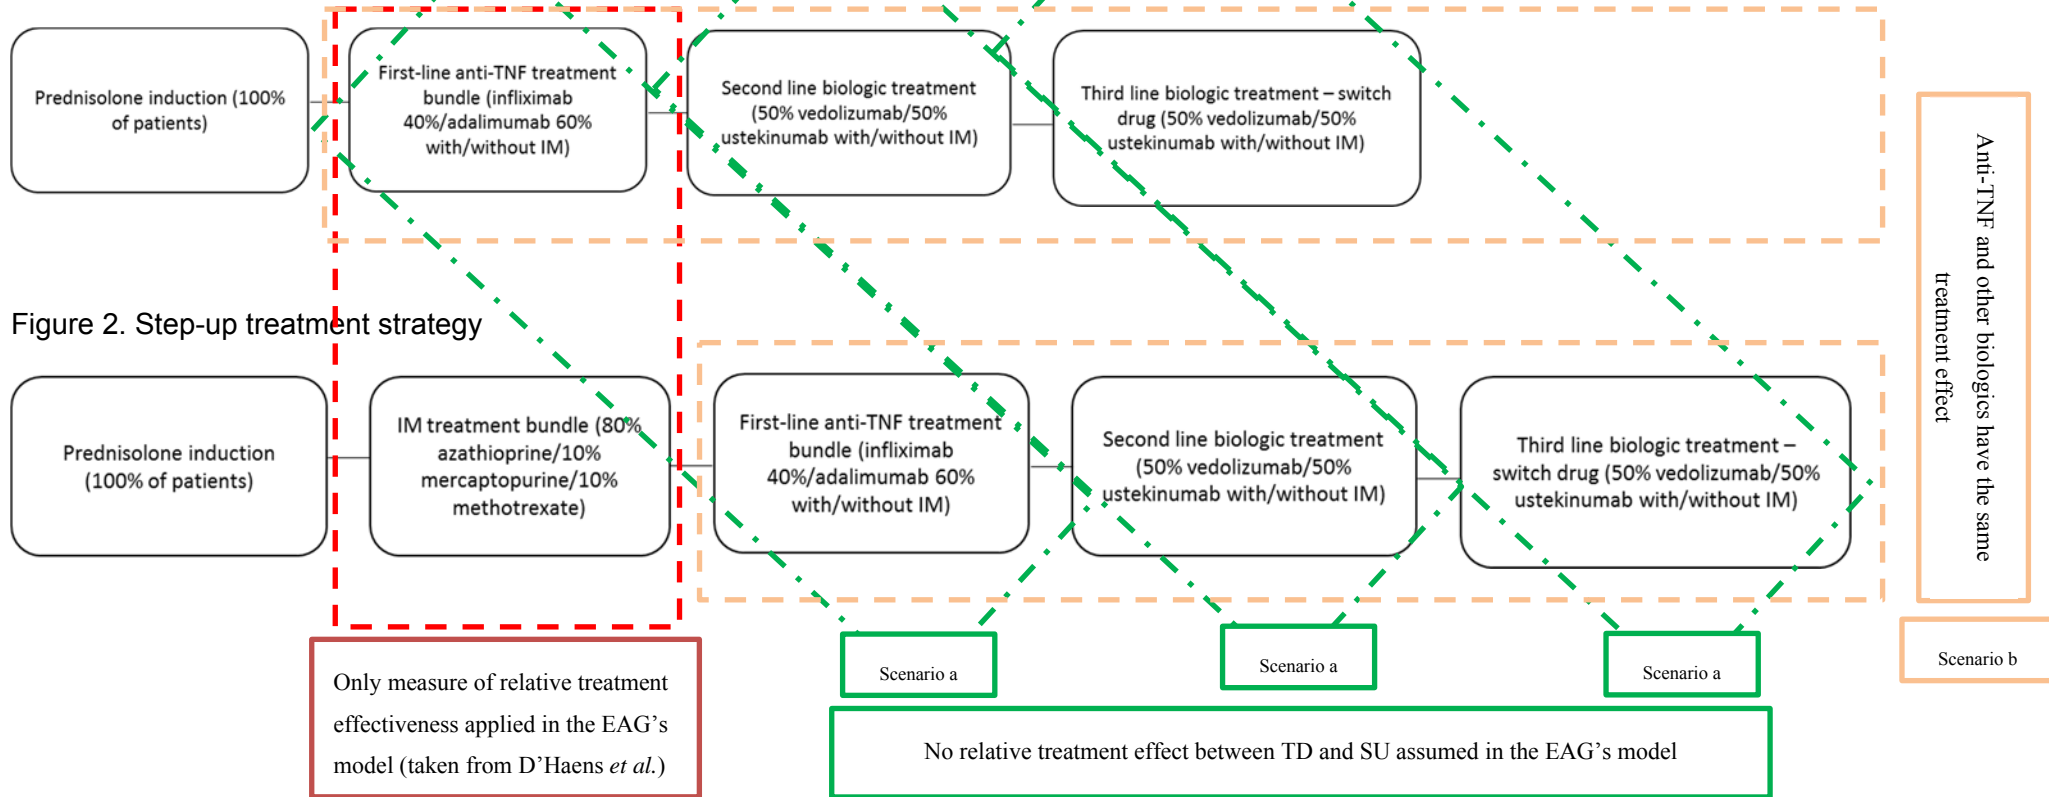 Prednisolone induction (100%
of patients)
First-line anti-TNF treatment
bundle (infliximab
40%/adalimumab 60%
with/without IM)
Second line biologic treatment
(50% vedolizumab/50%
ustekinumab with/without IM)
Third line biologic treatment – switch
drug (50% vedolizumab/50%
ustekinumab with/without IM)
Figure 2. Step-up treatment strategy
Prednisolone induction
(100% of patients)
IM treatment bundle (80%
azathioprine/10%
mercaptopurine/10%
methotrexate)
First-line anti-TNF treatment
bundle (infliximab
40%/adalimumab 60%
with/without IM)
Second line biologic treatment
(50% vedolizumab/50%
ustekinumab with/without IM)
Third line biologic treatment –
switch drug (50% vedolizumab/50%
ustekinumab with/without IM)
Anti-TNF and other biologics have the same
treatment effect
Only measure of relative treatment
effectiveness applied in the EAG’s
model (taken from D’Haens et al.)
Scenario a
Scenario a
Scenario a
Scenario b
No relative treatment effect between TD and SU assumed in the EAG’s model